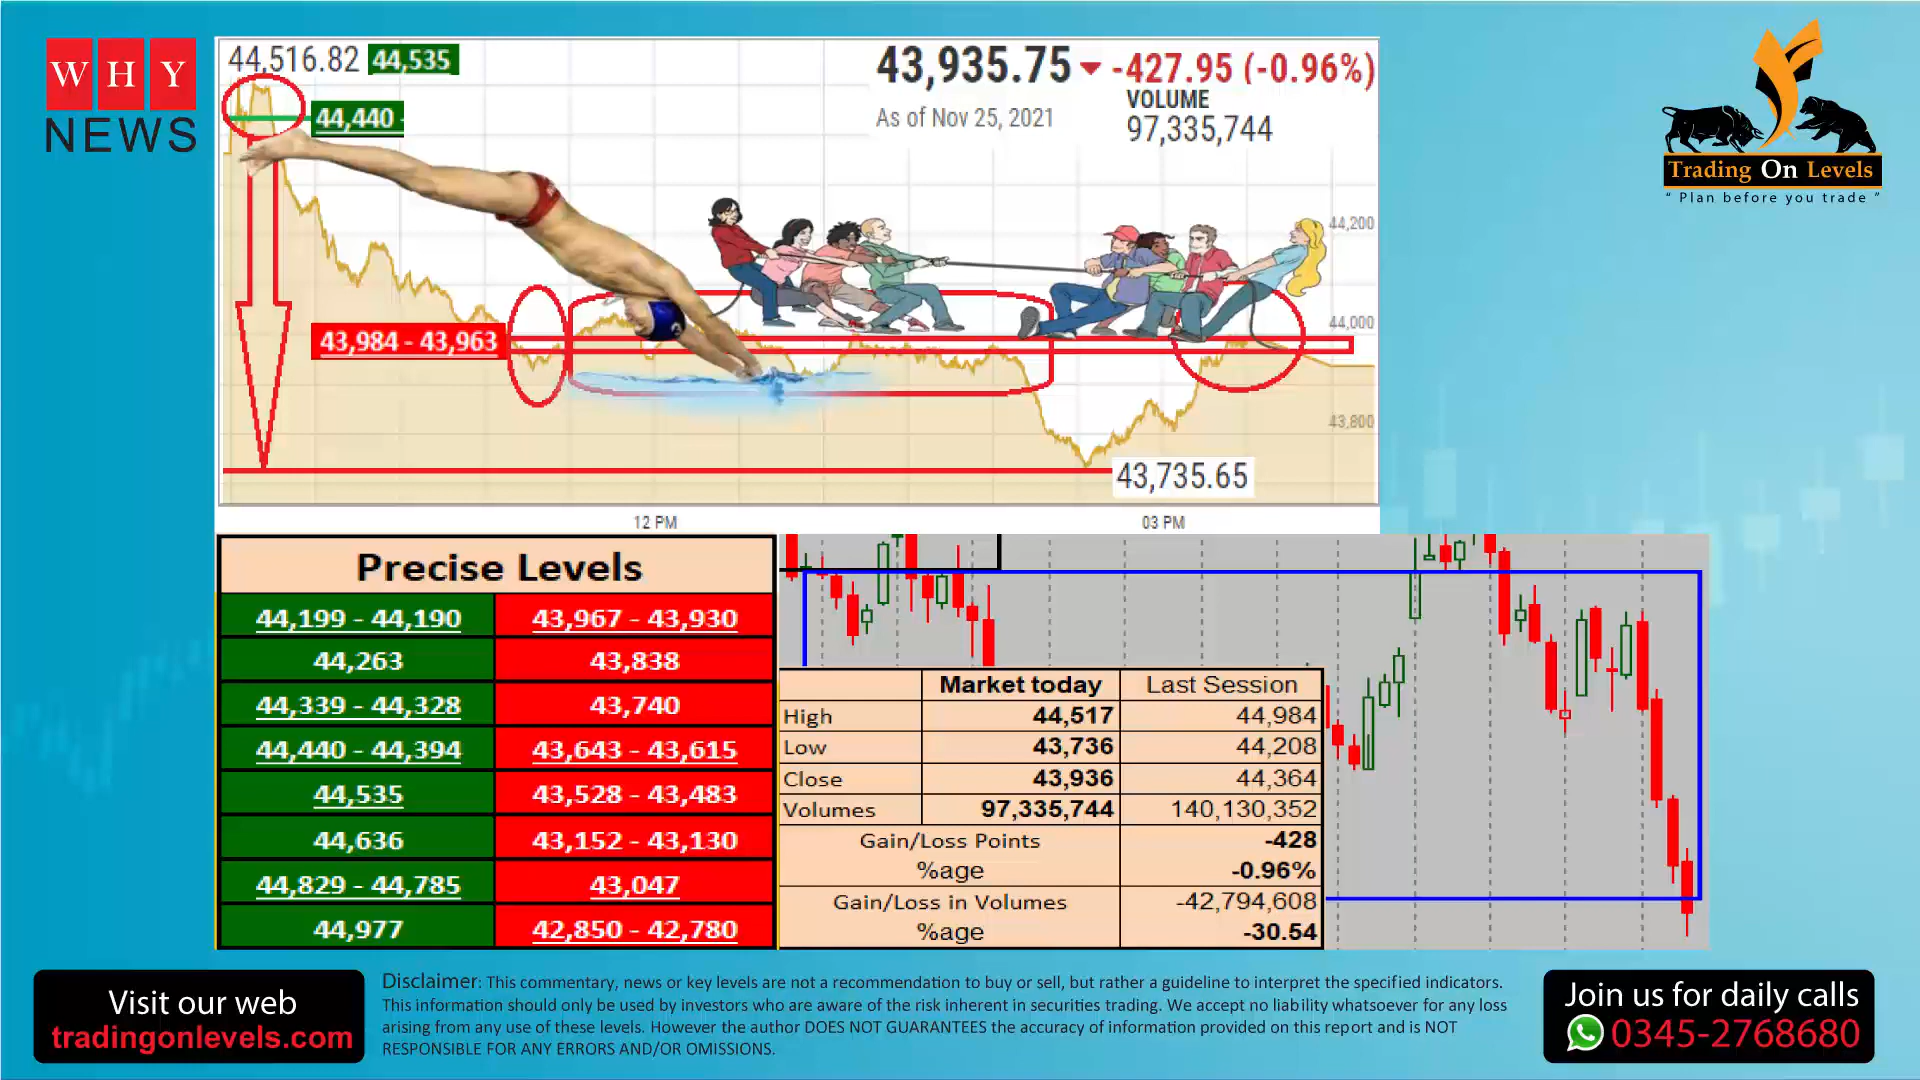 WHY
NEWS
44,516.82 44,535
44,440 -
43,935.75 -427.95 (-0.96%)
As of Nov 25, 2021
VOLUME
97,335,744
Trading On Levels
" Plan before you trade "
44,200
43,984 - 43,963
44,000
43,800
43,735.65
12 PM 03 PM
Precise Levels
44,199 - 44,190 43,967 - 43,930
44,263 43,838
44,339 - 44,328 43,740
44,440 - 44,394 43,643 - 43,615
44,535 43,528 - 43,483
44,636 43,152 - 43,130
44,829 - 44,785 43,047
44,977 42,850 - 42,780
Market today Last Session
High 44,517 44,984
Low 43,736 44,208
Close 43,936 44,364
Volumes 97,335,744 140,130,352
Gain/Loss Points -428
%age -0.96%
Gain/Loss in Volumes -42,794,608
%age -30.54
Visit our web
tradingonlevels.com
Disclaimer: This commentary, news or key levels are not a recommendation to buy or sell, but rather a guideline to interpret the specified indicators.
This information should only be used by investors who are aware of the risk inherent in securities trading. We accept no liability whatsoever for any loss
arising from any use of these levels. However the author DOES NOT GUARANTEES the accuracy of information provided on this report and is NOT
RESPONSIBLE FOR ANY ERRORS AND/OR OMISSIONS.
Join us for daily calls
0345-2768680